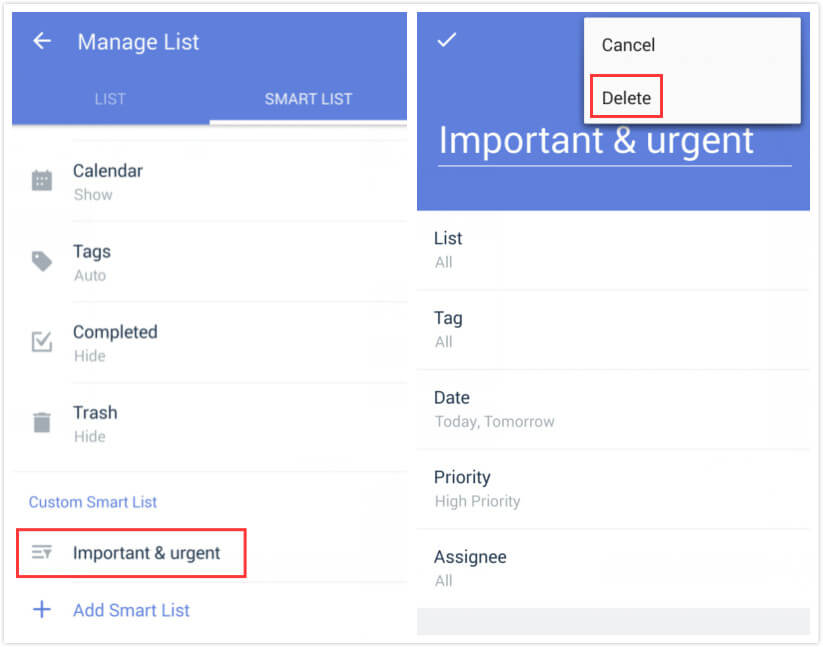 Manage List
LIST
SMART LIST
Calendar
Show
Tags
Auto
Completed
Hide
Trash
Hide
Custom Smart List
Important & urgent
Add Smart List
Cancel
Delete
Important & urgent
List
All
Tag
All
Date
Today, Tomorrow
Priority
High Priority
Assignee
All